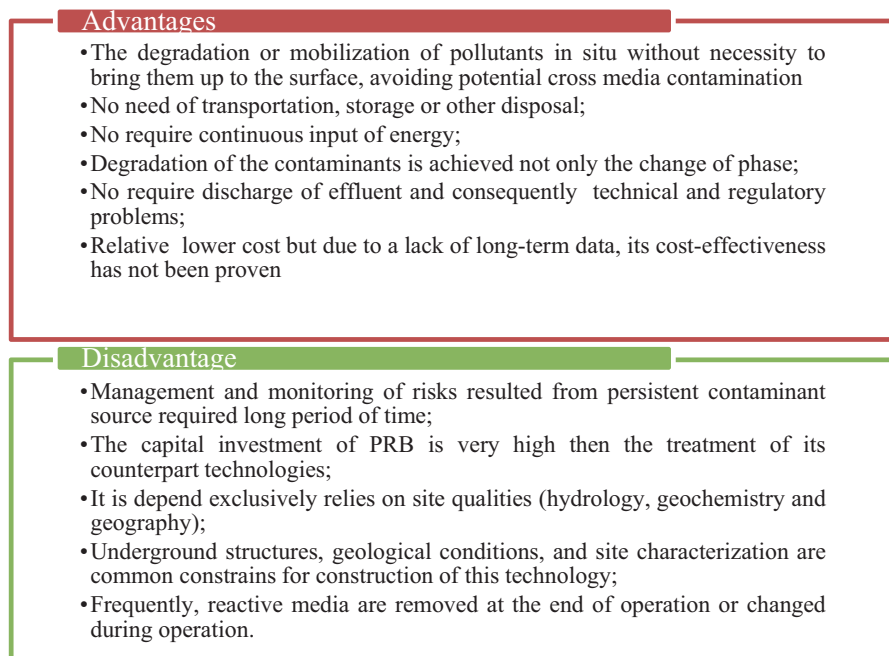 Advantages
•The degradation or mobilization of pollutants in situ without necessity to
bring them up to the surface, avoiding potential cross media contamination
•No need of transportation, storage or other disposal;
•No require continuous input of energy;
•Degradation of the contaminants is achieved not only the change of phase;
•No require discharge of effluent and consequently technical and regulatory
problems;
•Relative lower cost but due to a lack of long-term data, its cost-effectiveness
has not been proven
Disadvantage
•Management and monitoring of risks resulted from persistent contaminant
source required long period of time;
•The capital investment of PRB is very high then the treatment of its
counterpart technologies;
•It is depend exclusively relies on site qualities (hydrology, geochemistry and
geography);
•Underground structures, geological conditions, and site characterization are
common constrains for construction of this technology;
•Frequently, reactive media are removed at the end of operation or changed
during operation.